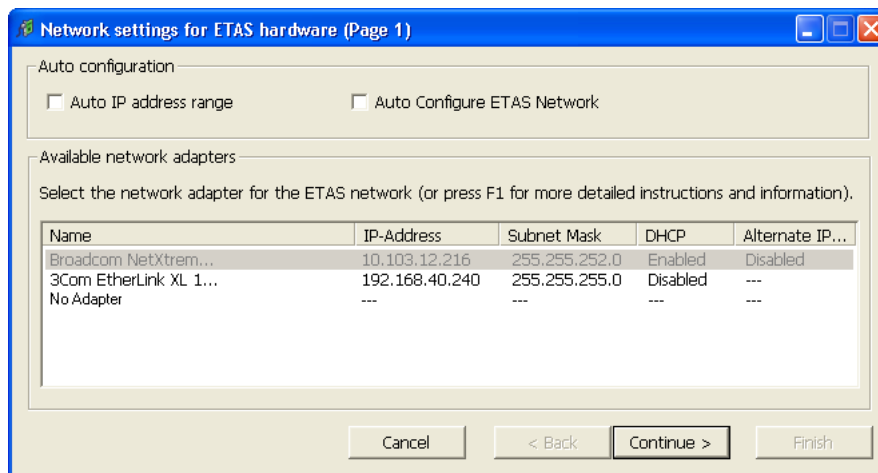 Network settings for ETAS hardware (Page 1)
Auto configuration
Auto IP address range Auto Configure ETAS Network
Available network adapters
Select the network adapter for the ETAS network (or press F1 for more detailed instructions and information).
Name IP-Address Subnet Mask DHCP Alternate IP...
Broadcom NetXtrem... 10.103.12.216 255.255.252.0 Enabled Disabled
3Com EtherLink XL 1... 192.168.40.240 255.255.255.0 Disabled ---
No Adapter --- --- --- ---
Cancel < Back Continue > Finish